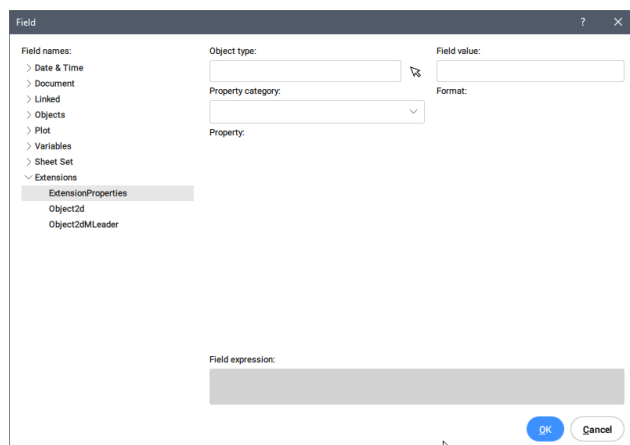 Field
?
Field names:
Date & Time
Document
Linked
Objects
Plot
Variables
Sheet Set
Extensions
ExtensionProperties
Object2d
Object2dMLeader
Object type:
Property category:
Property:
Field value:
Format:
Field expression:
OK
Cancel